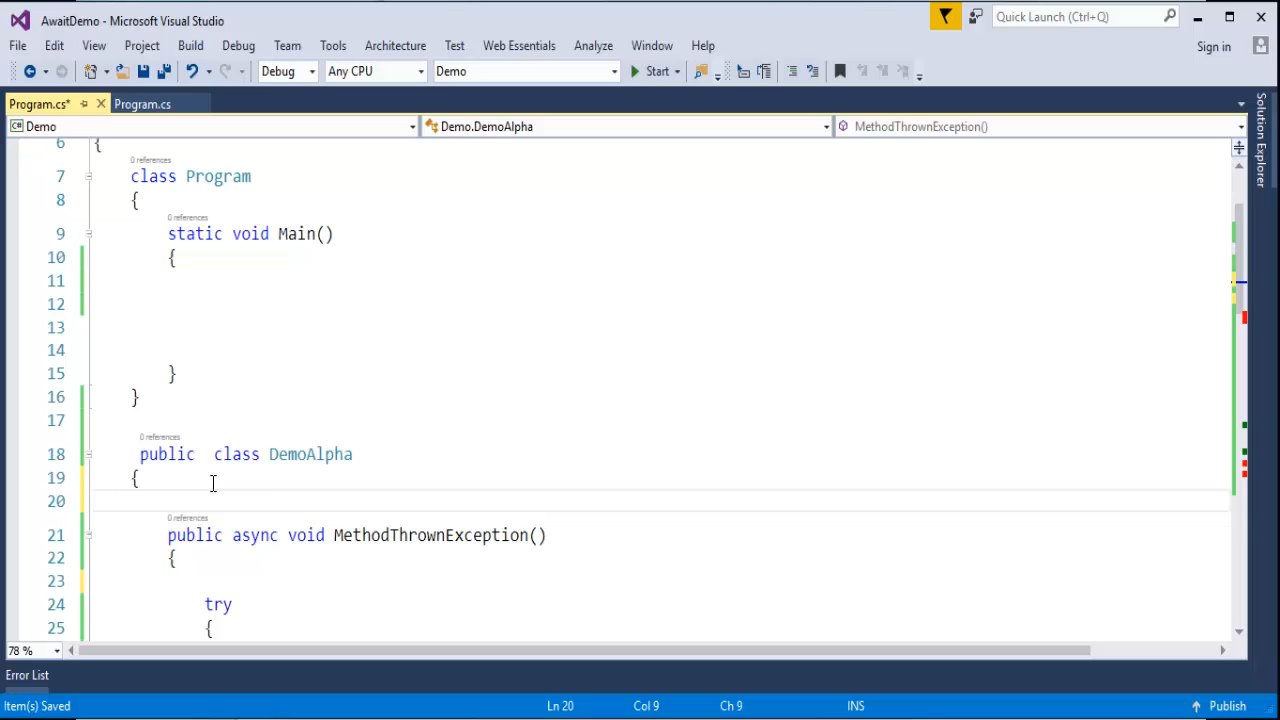 AwaitDemo - Microsoft Visual Studio
Quick Launch (Ctrl+Q)
File Edit View Project Build Debug Team Tools Architecture Test Web Essentials Analyze Window Help
Sign in
Debug Any CPU Demo Start
Program.cs* Program.cs
C# Demo Demo.DemoAlpha MethodThrownException()
6 {
0 references
7 class Program
8 {
0 references
9 static void Main()
10 {
11
12
13
14
15 }
16 }
17
0 references
18 public class DemoAlpha
19 {
20
0 references
21 public async void MethodThrownException()
22 {
23
24 try
25 {
78 %
Solution Explorer
Error List
Item(s) Saved Ln 20 Col 9 Ch 9 INS Publish